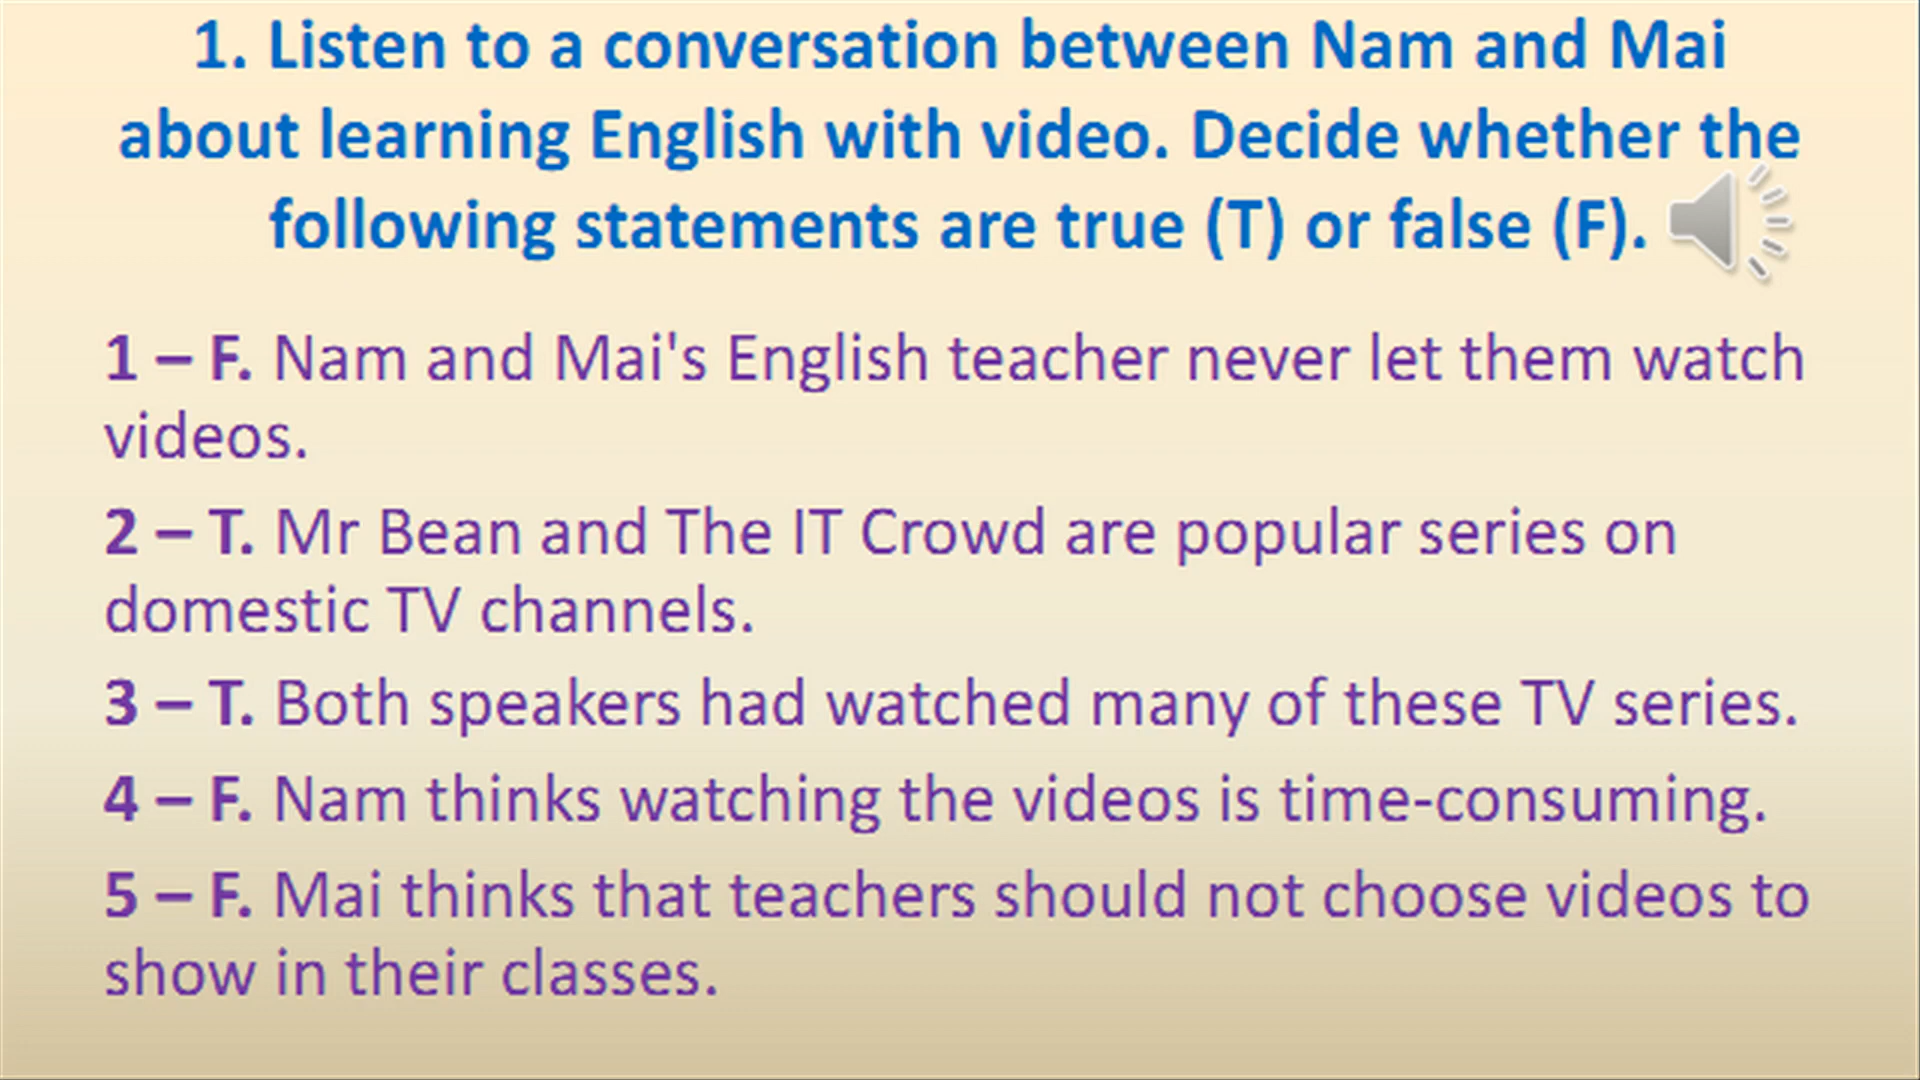 1. Listen to a conversation between Nam and Mai
about learning English with video. Decide whether the
following statements are true (T) or false (F).
1 – F. Nam and Mai's English teacher never let them watch
videos.
2 – T. Mr Bean and The IT Crowd are popular series on
domestic TV channels.
3 – T. Both speakers had watched many of these TV series.
4 – F. Nam thinks watching the videos is time-consuming.
5 – F. Mai thinks that teachers should not choose videos to
show in their classes.